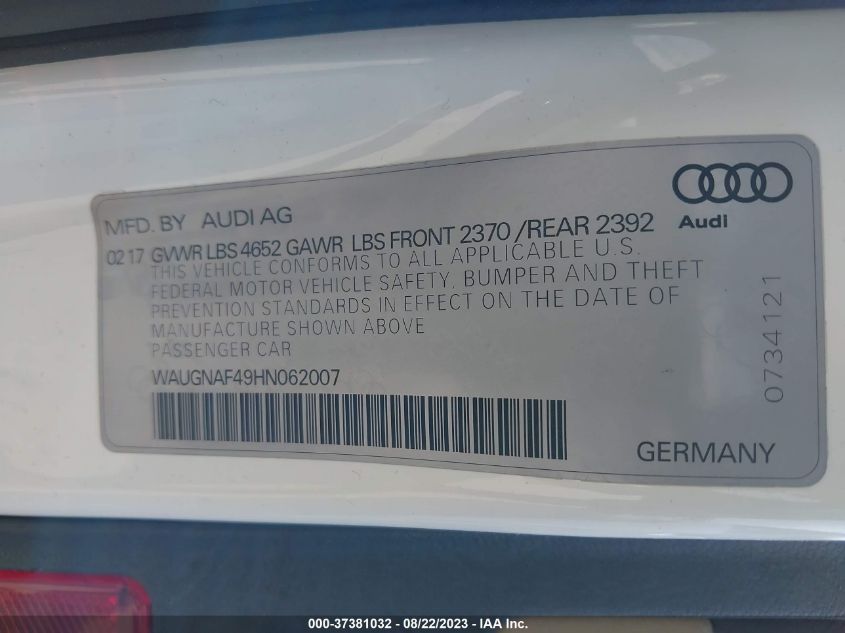 MFD. BY AUDI AG
Audi
02 17 GVWR LBS 4652 GAWR LBS FRONT 2370 /REAR 2392
THIS VEHICLE CONFORMS TO ALL APPLICABLE U.S.
FEDERAL MOTOR VEHICLE SAFETY, BUMPER AND THEFT
PREVENTION STANDARDS IN EFFECT ON THE DATE OF
MANUFACTURE SHOWN ABOVE
PASSENGER CAR
WAUGNAF49HN062007
0734121
GERMANY
000-37381032 - 08/22/2023 - IAA Inc.